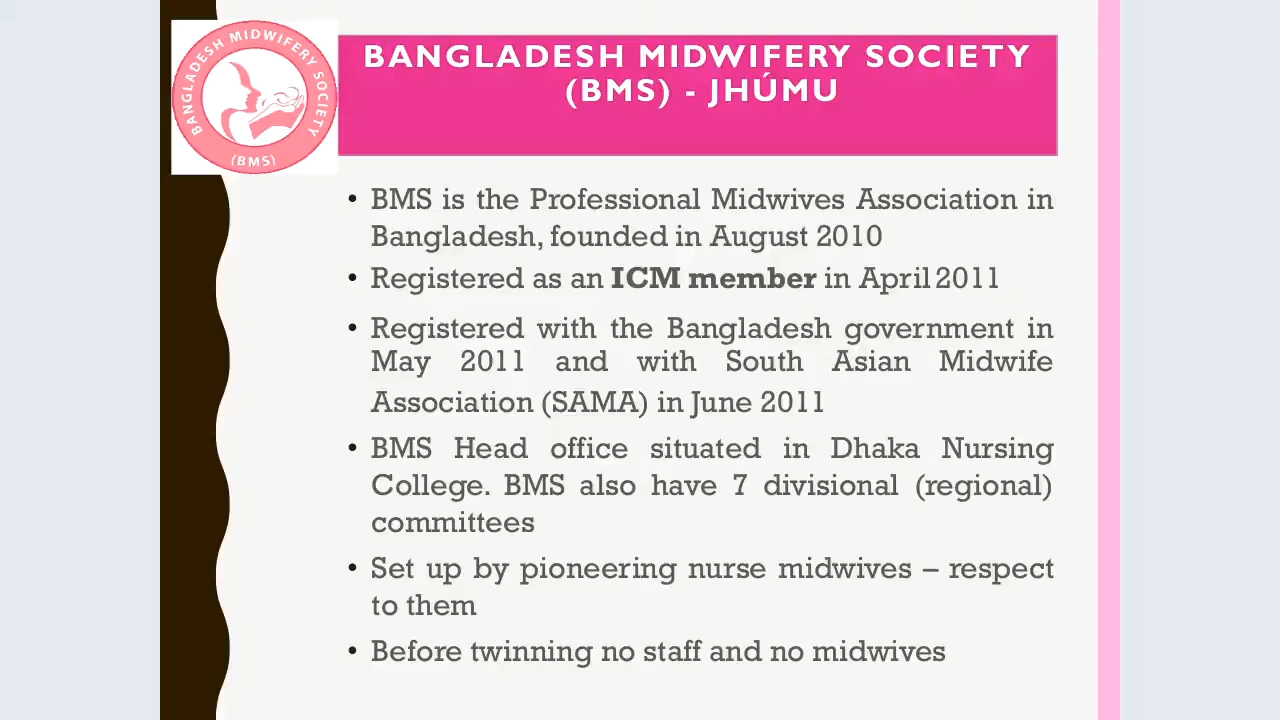 BANGLADESH MIDWIFERY SOCIETY
(BMS)
BANGLADESH MIDWIFERY SOCIETY
(BMS) - JHÚMU
• BMS is the Professional Midwives Association in
Bangladesh, founded in August 2010
• Registered as an ICM member in April 2011
• Registered with the Bangladesh government in
May 2011 and with South Asian Midwife
Association (SAMA) in June 2011
• BMS Head office situated in Dhaka Nursing
College. BMS also have 7 divisional (regional)
committees
• Set up by pioneering nurse midwives – respect
to them
• Before twinning no staff and no midwives